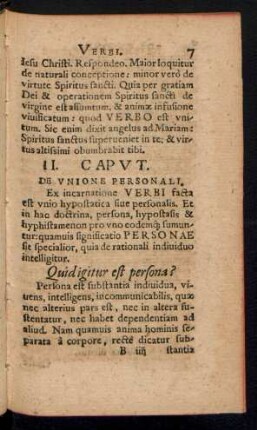 VERBI. 7
Iesu Christi. Respondeo. Maior loquitur
de naturali conceptione: minor verò de
virtute Spiritus sancti. Quia per gratiam
Dei & operationem Spiritus sancti de
virgine est assumtum. & animæ infusione
viuificatum: quod VERBO est vni-
tum. Sic enim dixit angelus ad Mariam:
Spiritus sanctus superueniet in te; & vir-
tus altissimi obumbrabit tibi.
II. CAPVT.
DE VNIONE PERSONALI.
Ex incarnatione VERBI facta
est vnio hypostatica siue personalis. Et
in hac doctrina, persona, hypostasis &
hyphistamenon pro vno eodemq; sumun-
tur: quamuis significatio PERSONAE
sit specialior, quia de rationali indiuiduo
intelligitur.
Quid igitur est persona?
Persona est substantia indiuidua, vi-
uens, intelligens, incommunicabilis, quæ
nec alterius pars est, nec in altera su-
stentatur, nec habet dependentiam ad
aliud. Nam quamuis anima hominis se-
parata à corpore, rectè dicatur sub-
B iiij stantia